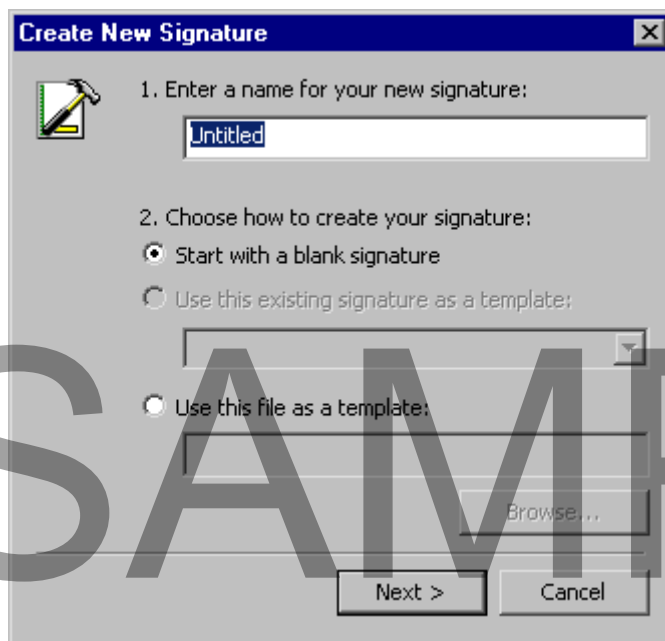 Create New Signature
1. Enter a name for your new signature:
Untitled
2. Choose how to create your signature:
Start with a blank signature
Use this existing signature as a template:
Use this file as a template:
SAMP
Browse...
Next >
Cancel